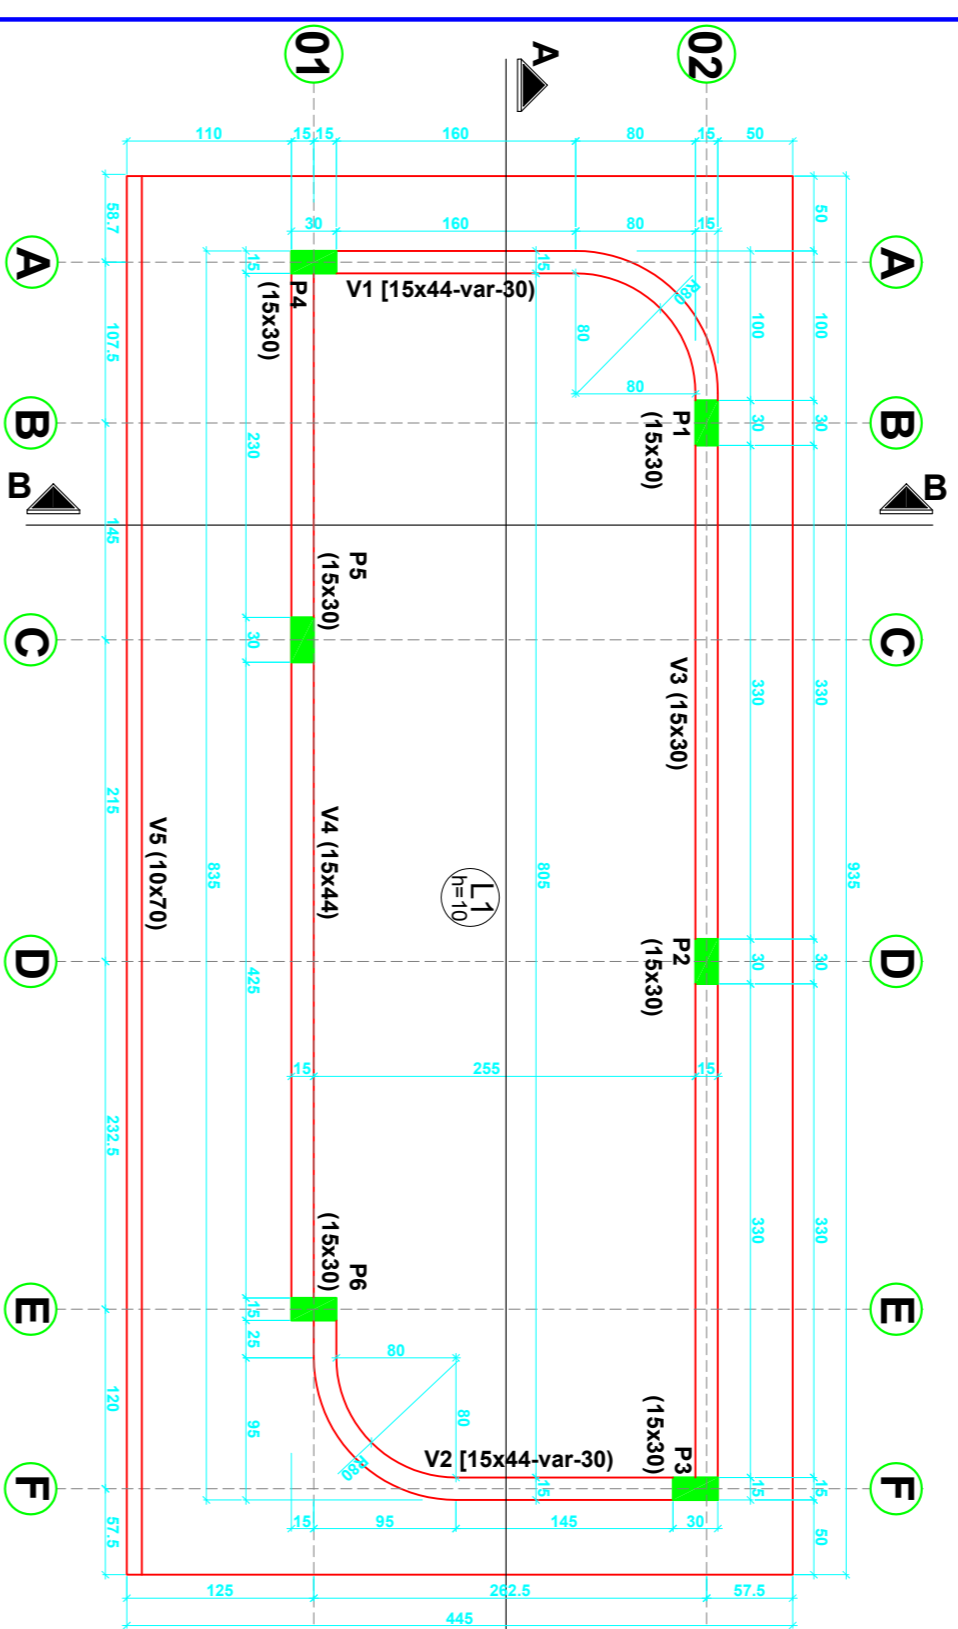 01
A
02
110
15
15
160
80
15
50
58.7
30
160
80
15
50
A
A
15
P4
(15x30)
V1 [15x44-var-30)
15
R80
80
80
100
100
107.5
935
835
805
B
B
P1
(15x30)
30
30
230
B
B
145
P5
(15x30)
C
C
30
V3 (15x30)
330
330
215
V5 (10x70)
V4 (15x44)
L1
h=10
P2
(15x30)
D
D
30
30
425
15
255
15
232.5
330
330
P6
(15x30)
E
E
15
25
80
80
R80
120
95
V2 [15x44-var-30)
P3
(15x30)
15
F
F
15
15
50
57.5
15
95
145
30
125
262.5
57.5
445